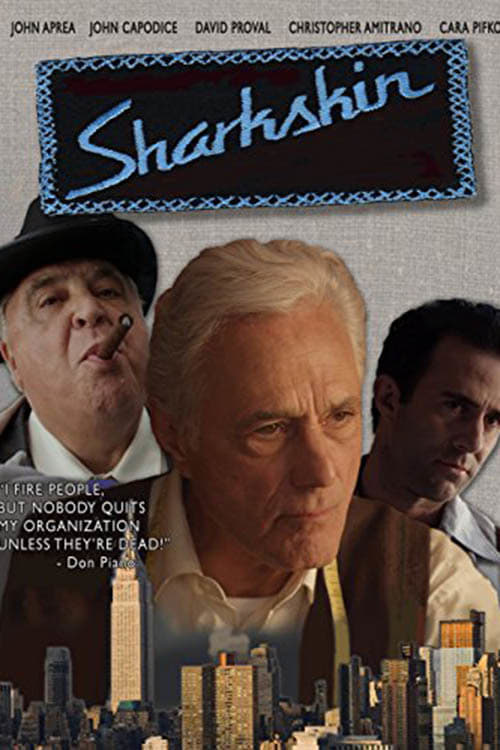 JOHN APREA JOHN CAPODICE DAVID PROVAL CHRISTOPHER AMITRANO CARA PIFKO
Sharkskin
"I FIRE PEOPLE,
BUT NOBODY QUITS
MY ORGANIZATION
UNLESS THEY'RE DEAD!"
- Don Piano